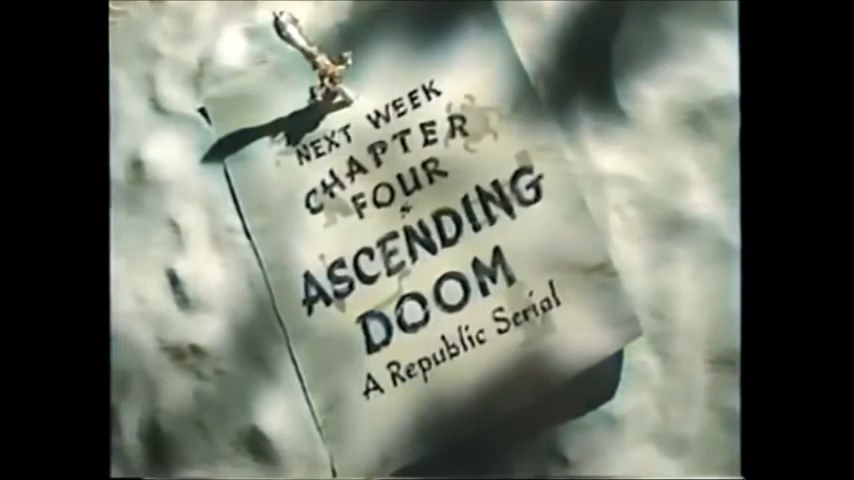 NEXT WEEK
CHAPTER
FOUR
ASCENDING
DOOM
A Republic Serial